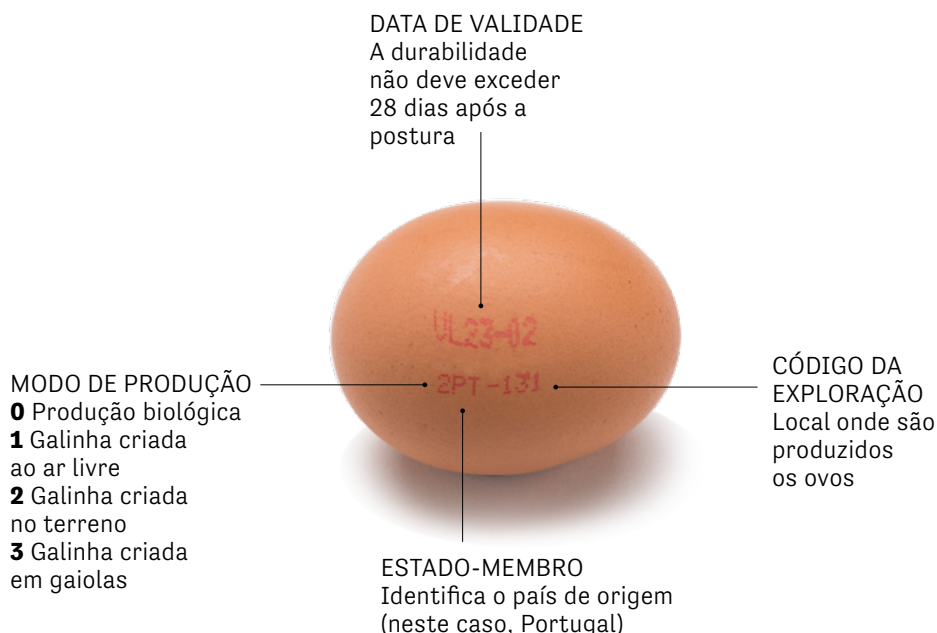 DATA DE VALIDADE
A durabilidade
não deve exceder
28 dias após a
postura
VL23-02
2PT-131
MODO DE PRODUÇÃO
0 Produção biológica
1 Galinha criada
ao ar livre
2 Galinha criada
no terreno
3 Galinha criada
em gaiolas
CÓDIGO DA
EXPLORAÇÃO
Local onde são
produzidos
os ovos
ESTADO-MEMBRO
Identifica o país de origem
(neste caso, Portugal)